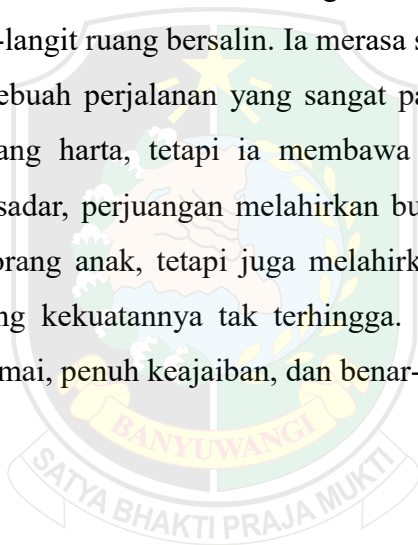 -langit ruang bersalin. Ia merasa s
ebuah perjalanan yang sangat pa
ang harta, tetapi ia membawa
sadar, perjuangan melahirkan bu
orang anak, tetapi juga melahirk
ng kekuatannya tak terhingga.
mai, penuh keajaiban, dan benar-
BANYUWANGI
SATYA BHAKTI PRAJA MUKTI